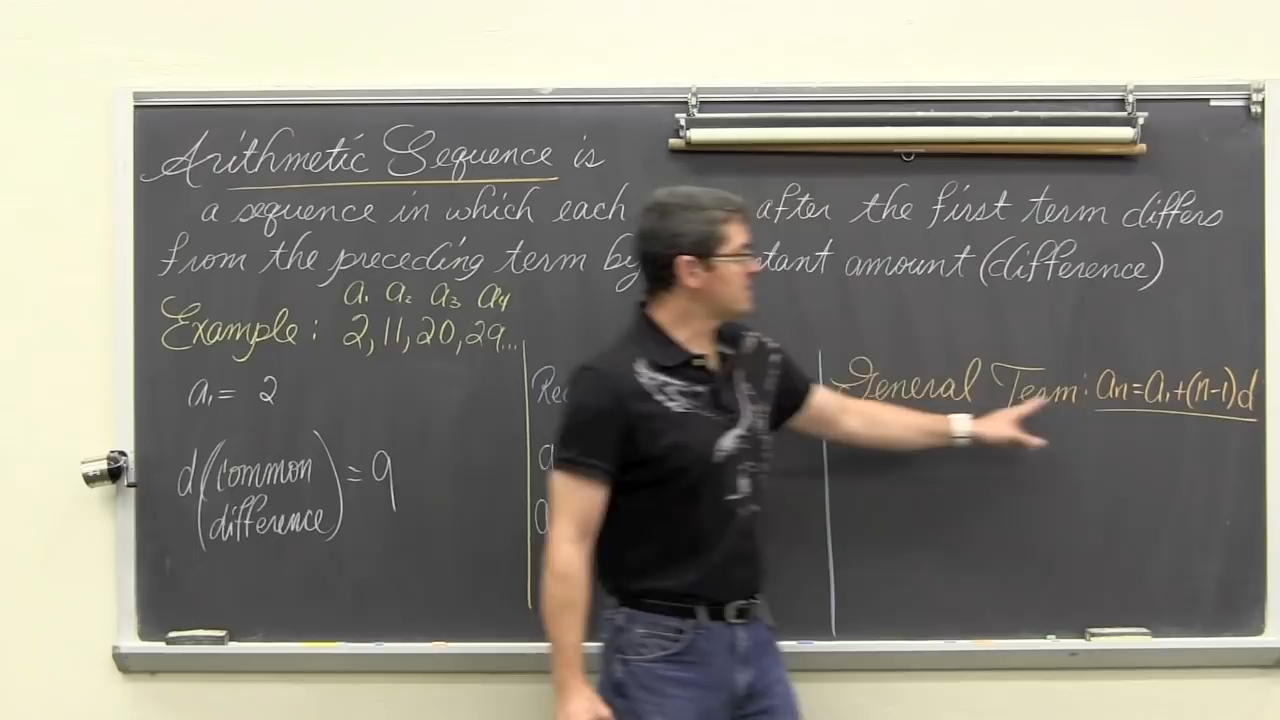 Arithmetic Sequence is
a sequence in which each after the first term differs
from the preceding term by amount (difference)
a₁ a₂ a₃ a₄
Example: 2, 11, 20, 29...
a₁ = 2
d (common difference) = 9
General Term: an = a₁ + (n-1)d